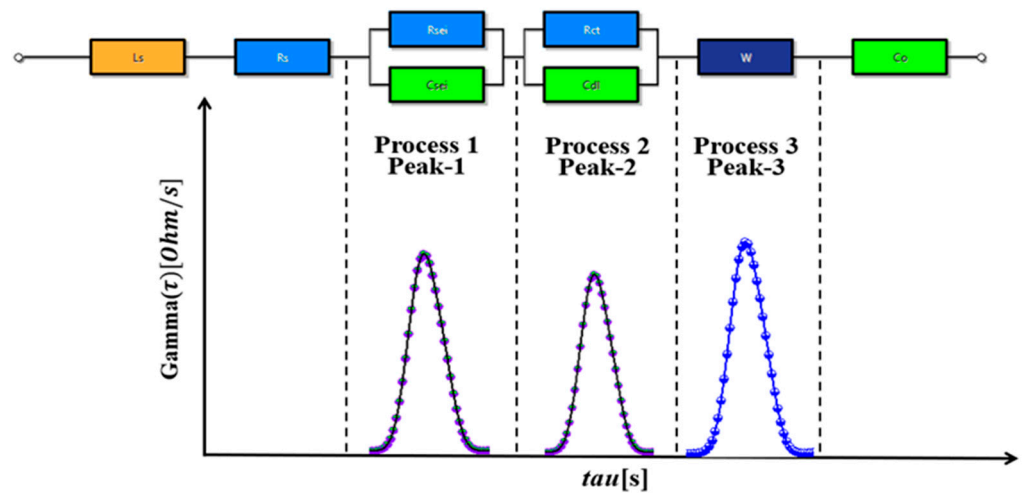 Ls
Rs
Rsei
Csei
Rct
Cdl
W
Co
Process 1
Peak-1
Process 2
Peak-2
Process 3
Peak-3
Gamma(τ)[Ohm/s]
tau[s]